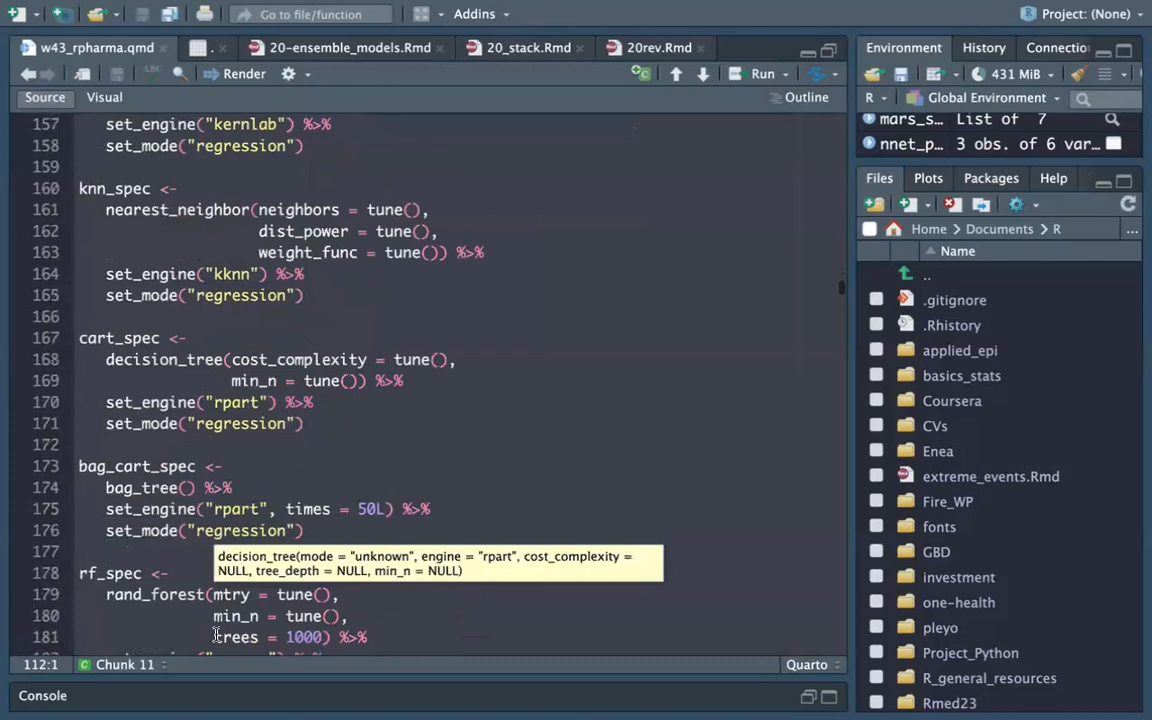 Go to file/function
Addins
Project: (None)
w43_rpharma.qmd
.
20-ensemble_models.Rmd
20_stack.Rmd
20rev.Rmd
Render
Run
Source
Visual
Outline
157 set_engine("kernlab") %>%
158 set_mode("regression")
159
160 knn_spec <-
161 nearest_neighbor(neighbors = tune(),
162 dist_power = tune(),
163 weight_func = tune()) %>%
164 set_engine("kknn") %>%
165 set_mode("regression")
166
167 cart_spec <-
168 decision_tree(cost_complexity = tune(),
169 min_n = tune()) %>%
170 set_engine("rpart") %>%
171 set_mode("regression")
172
173 bag_cart_spec <-
174 bag_tree() %>%
175 set_engine("rpart", times = 50L) %>%
176 set_mode("regression")
177
decision_tree(mode = "unknown", engine = "rpart", cost_complexity =
NULL, tree_depth = NULL, min_n = NULL)
178 rf_spec <-
179 rand_forest(mtry = tune(),
180 min_n = tune(),
181 trees = 1000) %>%
112:1
Chunk 11
Quarto
Console
Environment
History
Connectio
431 MiB
R
Global Environment
mars_s... List of 7
nnet_p... 3 obs. of 6 var...
Files
Plots
Packages
Help
Home
Documents
R
...
Name
..
.gitignore
.Rhistory
applied_epi
basics_stats
Coursera
CVs
Enea
extreme_events.Rmd
Fire_WP
fonts
GBD
investment
one-health
pleyo
Project_Python
R_general_resources
Rmed23